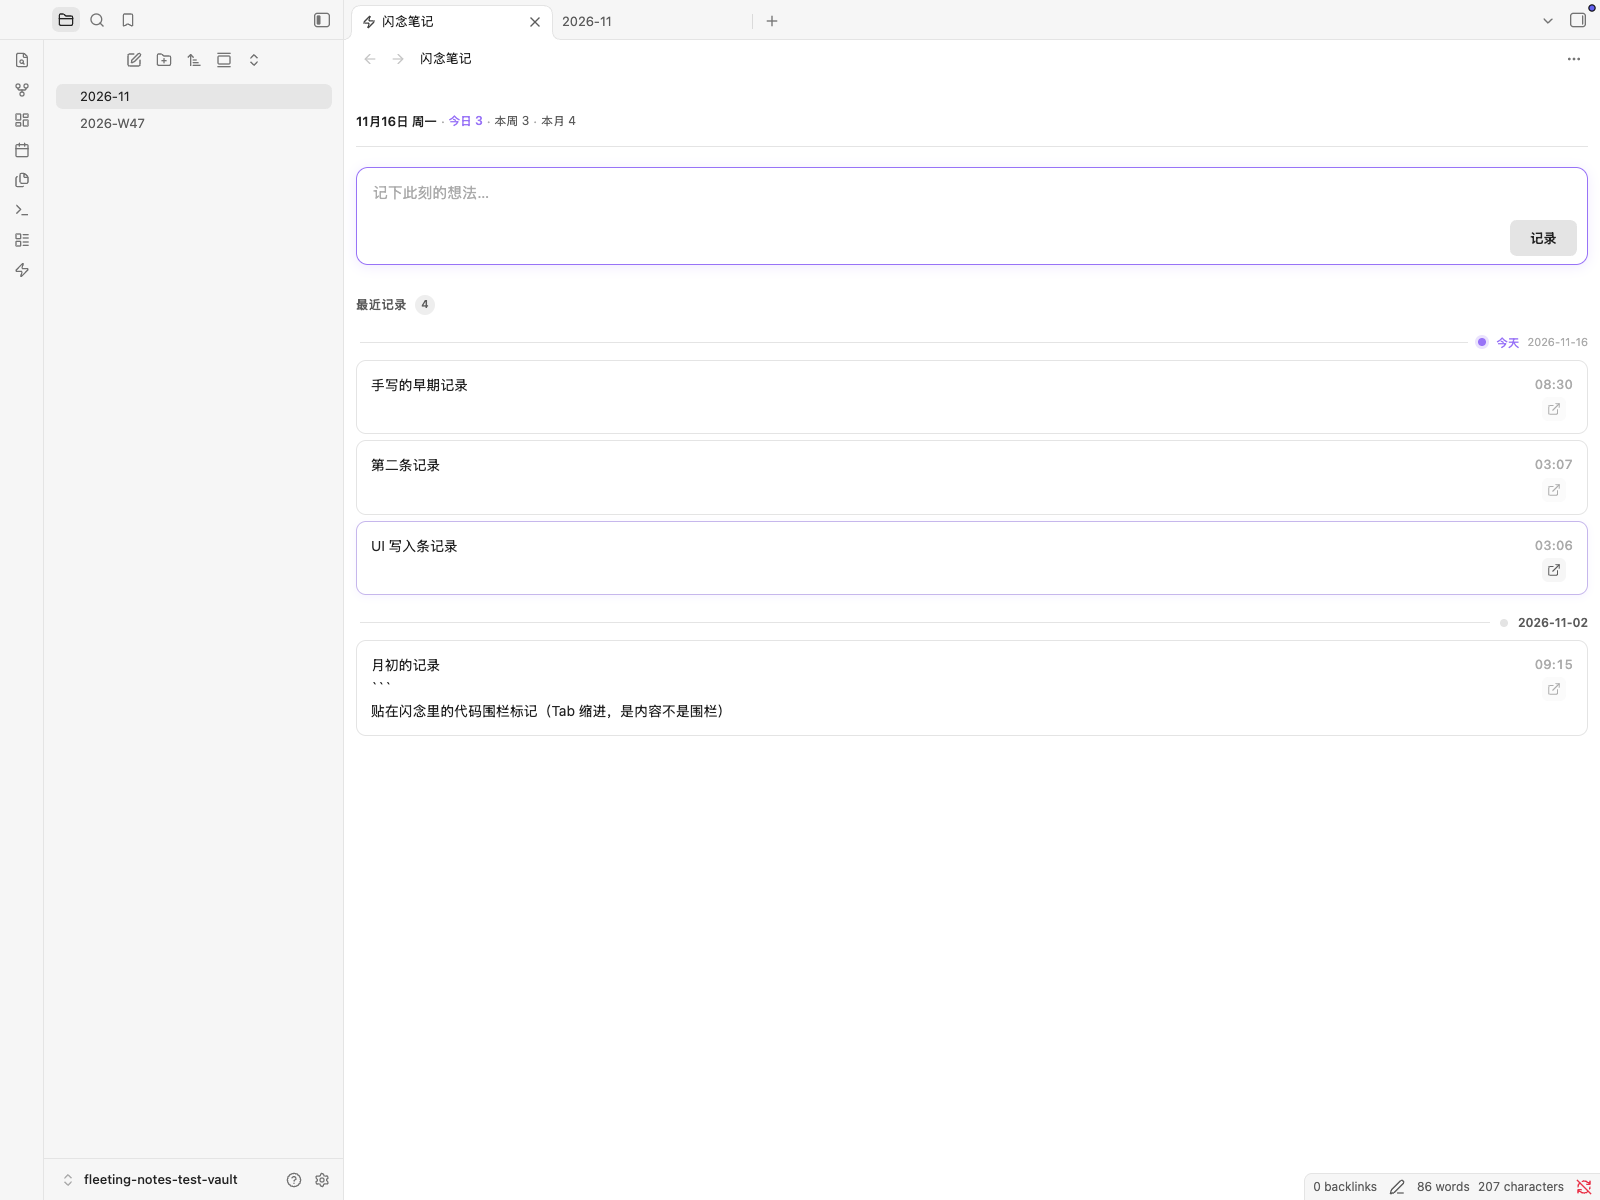 闪念笔记
2026-11
2026-11
2026-W47
闪念笔记
11月16日 周一 · 今日 3 · 本周 3 · 本月 4
记下此刻的想法...
记录
最近记录 4
今天 2026-11-16
手写的早期记录 08:30
第二条记录 03:07
UI 写入条记录 03:06
2026-11-02
月初的记录 09:15
```
贴在闪念里的代码围栏标记（Tab 缩进，是内容不是围栏）
fleeting-notes-test-vault
0 backlinks 86 words 207 characters